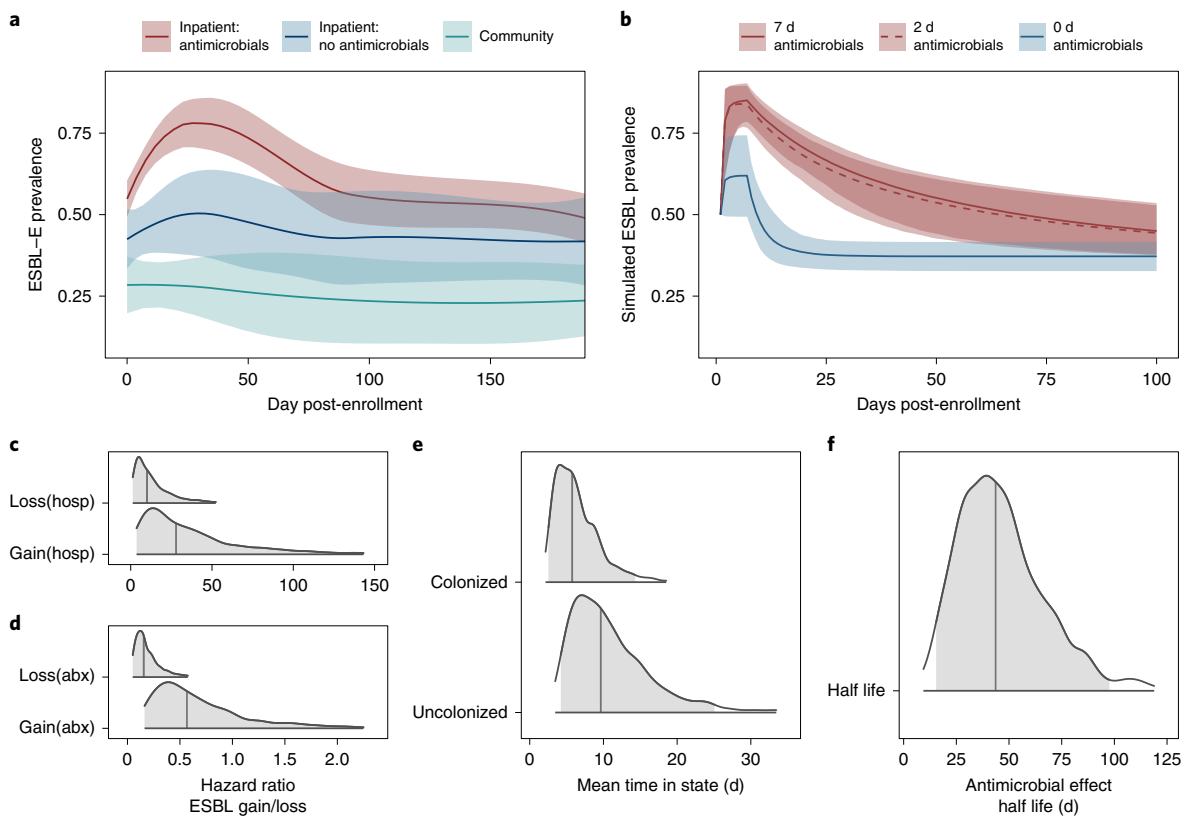 a
Inpatient:
antimicrobials
Inpatient:
no antimicrobials
Community
ESBL–E prevalence
0.75
0.50
0.25
0
50
100
150
Day post-enrollment
b
7 d
antimicrobials
2 d
antimicrobials
0 d
antimicrobials
Simulated ESBL prevalence
0.75
0.50
0.25
0
25
50
75
100
Days post-enrollment
c
Loss(hosp)
Gain(hosp)
0
50
100
150
d
Loss(abx)
Gain(abx)
0
0.5
1.0
1.5
2.0
Hazard ratio
ESBL gain/loss
e
Colonized
Uncolonized
0
10
20
30
Mean time in state (d)
f
Half life
0
25
50
75
100
125
Antimicrobial effect
half life (d)